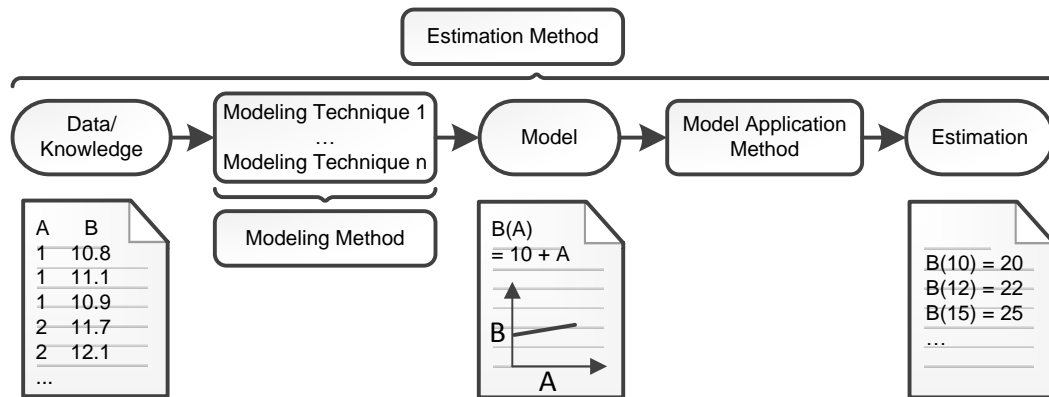 Estimation Method
Data/
Knowledge
Modeling Technique 1
…
Modeling Technique n
Model
Model Application
Method
Estimation
Modeling Method
A B
1 10.8
1 11.1
1 10.9
2 11.7
2 12.1
...
B(A)
= 10 + A
B
A
B(10) = 20
B(12) = 22
B(15) = 25
…